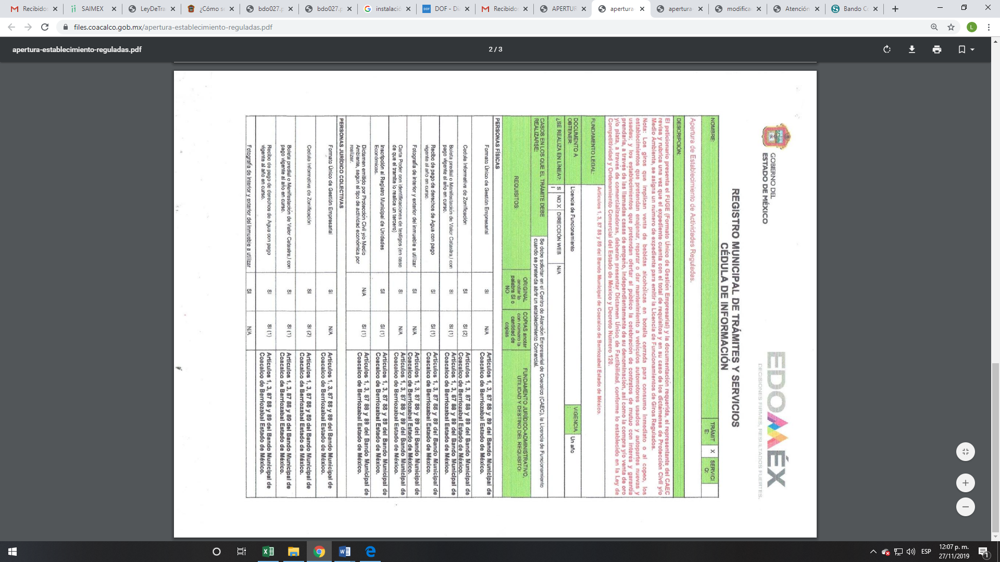 Recibidos
SAIMEX
LeyDeTra
¿Cómo se
bdo027.p
bdo027.p
instalació
DOF - Dia
Recibidos
APERTUR
apertura-
apertura-
modifica
Atención
Bando Co
files.coacalco.gob.mx/apertura-establecimiento-reguladas.pdf
apertura-establecimiento-reguladas.pdf
2 / 3
GOBIERNO DEL
ESTADO DE MÉXICO
EDOMÉX
DECISIONES FIRMES, RESULTADOS FUERTES.
REGISTRO MUNICIPAL DE TRÁMITES Y SERVICIOS
CÉDULA DE INFORMACIÓN
NOMBRE:
TRÁMIT
E:
X
SERVICI
O:
Apertura de Establecimiento de Actividades Reguladas.
DESCRIPCIÓN:
El peticionario presenta el FUGE (Formato Único de Gestión Empresarial) y la documentación requerida, el representante del CAEC
revisa y rubrica una vez que el expediente cuenta con el total de requisitos y en su caso de los dictámenes de Protección Civil y/o
Medio Ambiente, se asigna un número de expediente para emitir la Licencia de Funcionamientos de Giros Regulados.
Nota: Los giros que implican venta de bebidas alcohólicas en botella cerrada para consumo inmediato o al copeo, los
establecimientos que pretendan enajenar, reparar o dar mantenimiento a vehículos automotores usados y autopartes nuevas y
usadas; y los establecimientos que pretendan ofertar al publico la celebración de contratos de mutuo con interés y garantía
prendaria, a través de las llamadas casas de empeño, independientemente de su denominación, así como la compra y/o venta de oro
y/o plata, a través de comercializadoras, deberán presentar Dictamen Único de Factibilidad, conforme lo establecido en la Ley de
Competitividad y Ordenamiento Comercial del Estado de México y Decreto Número 120.
FUNDAMENTO LEGAL:
Artículos 1, 3, 87 88 y 89 del Bando Municipal de Coacalco de Berriozabal Estado de México.
DOCUMENTO A
OBTENER:
Licencia de Funcionamiento
VIGENCIA
:
Un año
¿SE REALIZA EN LÍNEA?:
S
I
NO X
DIRECCIÓN WEB
N/A
CASOS EN LOS QUE EL TRÁMITE DEBE
REALIZARSE:
Se debe solicitar en el Centro de Atención Empresarial de Coacalco (CAEC), la Licencia de Funcionamiento
cuando se pretenda abrir un establecimiento Comercial.
REQUISITOS:
ORIGINAL
anotar la
palabra SI o
NO
COPIAS anotar
con número la
cantidad de
copias
FUNDAMENTO JURÍDICO-ADMINISTRATIVO,
UTILIDAD Y DESTINO DEL REQUISITO:
PERSONAS FÍSICAS
Formato Único de Gestión Empresarial
SI
N/A
Artículos 1, 3, 87 88 y 89 del Bando Municipal de
Coacalco de Berriozabal Estado de México.
Cedula Informativa de Zonificación
SI
SI (2)
Artículos 1, 3, 87 88 y 89 del Bando Municipal de
Coacalco de Berriozabal Estado de México.
Boleta predial o Manifestación de Valor Catastra,l con
pago vigente al año en curso.
SI
SI (1)
Artículos 1, 3, 87 88 y 89 del Bando Municipal de
Coacalco de Berriozabal Estado de México.
Recibo de pago de derechos de Agua con pago
vigente al año en curso.
SI
SI (1)
Artículos 1, 3, 87 88 y 89 del Bando Municipal de
Coacalco de Berriozabal Estado de México.
Fotografía de interior y exterior del inmueble a utilizar
SI
N/A
Artículos 1, 3, 87 88 y 89 del Bando Municipal de
Coacalco de Berriozabal Estado de México.
Carta Poder con identificaciones de testigos (en caso
de que el tramite lo realice un tercero)
SI
N/A
Artículos 1, 3, 87 88 y 89 del Bando Municipal de
Coacalco de Berriozabal Estado de México.
Inscripción al Registro Municipal de Unidades
Económicas.
SI
SI (1)
Artículos 1, 3, 87 88 y 89 del Bando Municipal de
Coacalco de Berriozabal Estado de México.
Dictamen emitido por Protección Civil y/o Medio
Ambiente, según al tipo de actividad económica por
realizar.
N/A
SI (1)
Artículos 1, 3, 87 88 y 89 del Bando Municipal de
Coacalco de Berriozabal Estado de México.
PERSONAS JURÍDICO COLECTIVAS
Formato Único de Gestión Empresarial
SI
N/A
Artículos 1, 3, 87 88 y 89 del Bando Municipal de
Coacalco de Berriozabal Estado de México.
Cedula Informativa de Zonificación
SI
SI (2)
Artículos 1, 3, 87 88 y 89 del Bando Municipal de
Coacalco de Berriozabal Estado de México.
Boleta predial o Manifestación de Valor Catastra,l con
pago vigente al año en curso.
SI
SI (1)
Artículos 1, 3, 87 88 y 89 del Bando Municipal de
Coacalco de Berriozabal Estado de México.
Recibo de pago de derechos de Agua con pago
vigente al año en curso.
SI
SI (1)
Artículos 1, 3, 87 88 y 89 del Bando Municipal de
Coacalco de Berriozabal Estado de México.
Fotografía de interior y exterior del inmueble a utilizar
SI
N/A
ESP
12:07 p. m.
27/11/2019